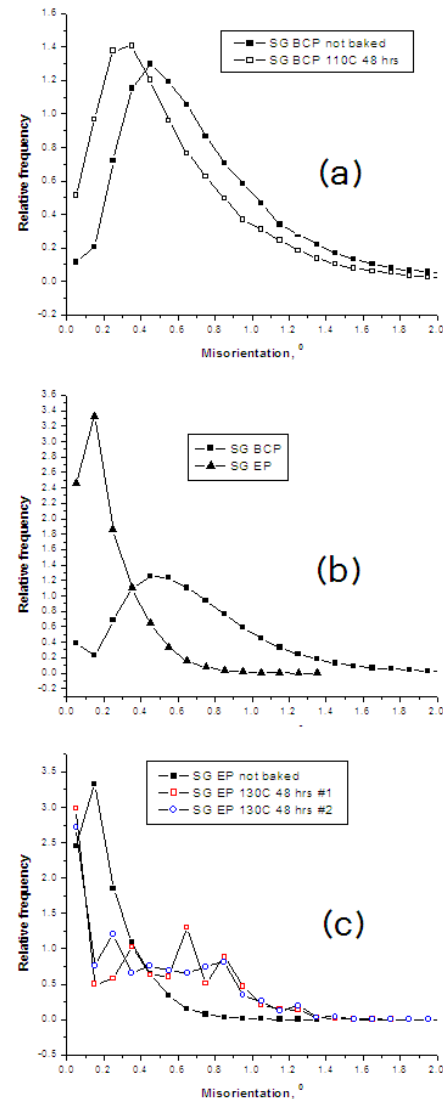 1.6
1.4
1.2
1.0
0.8
0.6
0.4
0.2
0.0
-0.2
Relative frequency
SG BCP not baked
SG BCP 110C 48 hrs
(a)
0.0 0.2 0.4 0.6 0.8 1.0 1.2 1.4 1.6 1.8 2.0
Misorientation, 0
3.6
3.4
3.2
3.0
2.8
2.6
2.4
2.2
2.0
1.8
1.6
1.4
1.2
1.0
0.8
0.6
0.4
0.2
0.0
-0.2
Relative frequency
SG BCP
SG EP
(b)
0.0 0.2 0.4 0.6 0.8 1.0 1.2 1.4 1.6 1.8 2.0
3.5
3.0
2.5
2.0
1.5
1.0
0.5
0.0
-0.5
Relative frequency
SG EP not baked
SG EP 130C 48 hrs #1
SG EP 130C 48 hrs #2
(c)
0.0 0.2 0.4 0.6 0.8 1.0 1.2 1.4 1.6 1.8 2.0
Misorientation, 0